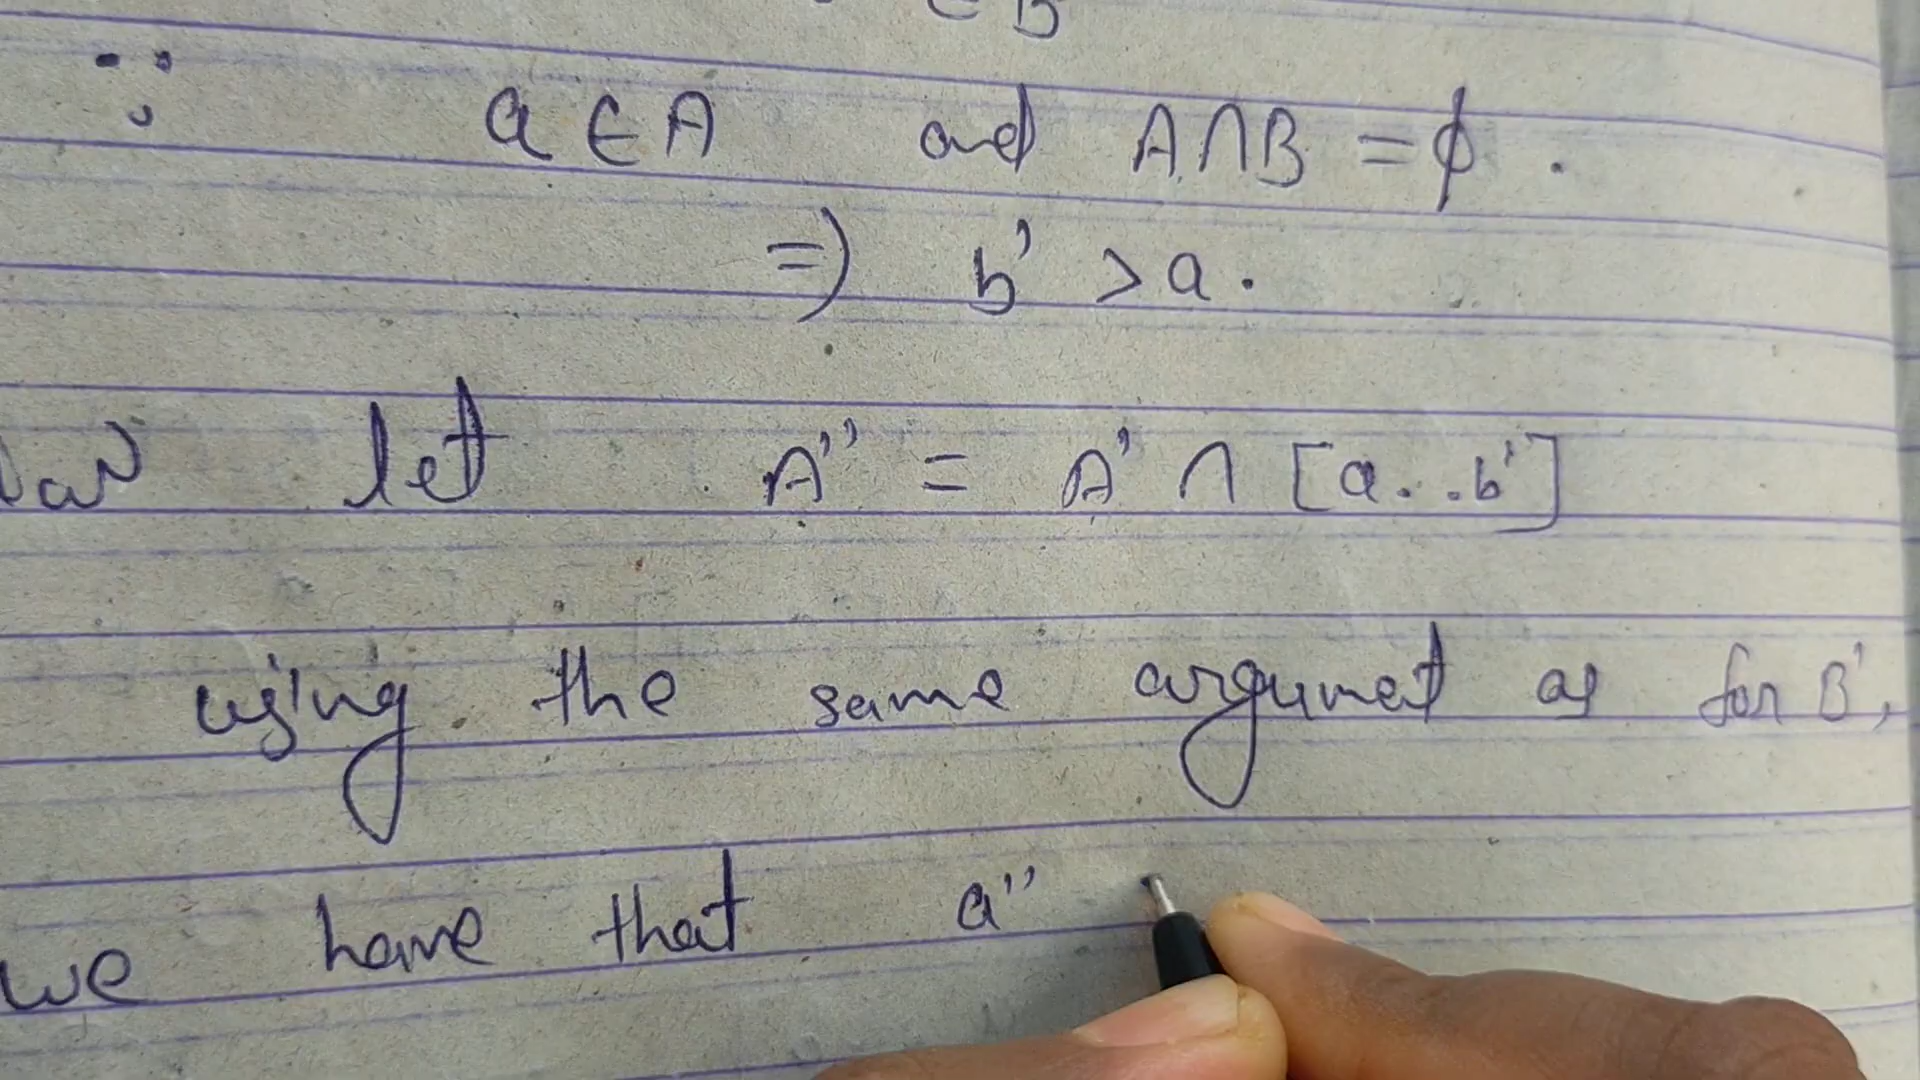 ∈ B
∵ a ∈ A and A ∩ B = ϕ .
=> b' > a .
let A'' = A' ∩ [a . . b']
using the same argument as for B',
we have that a''